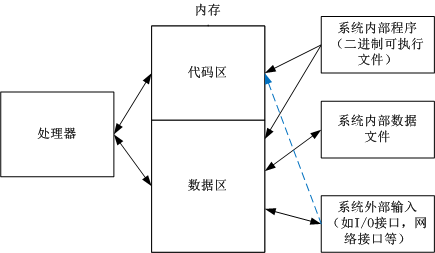 内存
代码区
数据区
处理器
系统内部程序
（二进制可执行
文件）
系统内部数据
文件
系统外部输入
（如I/O接口，网
络接口等）